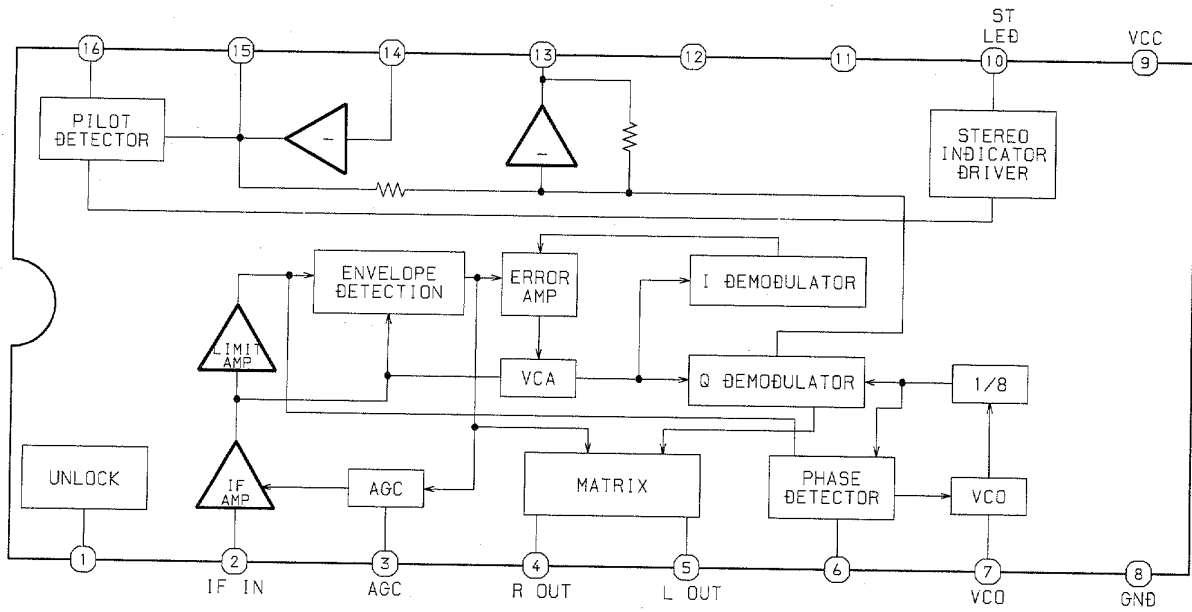 ST
LED
VCC
16
15
14
13
12
11
10
9
PILOT
DETECTOR
-
-
STEREO
INDICATOR
DRIVER
ENVELOPE
DETECTION
ERROR
AMP
I DEMODULATOR
LIMIT
AMP
VCA
Q DEMODULATOR
1/8
UNLOCK
IF
AMP
AGC
MATRIX
PHASE
DETECTOR
VCO
1
2
3
4
5
6
7
8
IF IN
AGC
R OUT
L OUT
VCO
GND